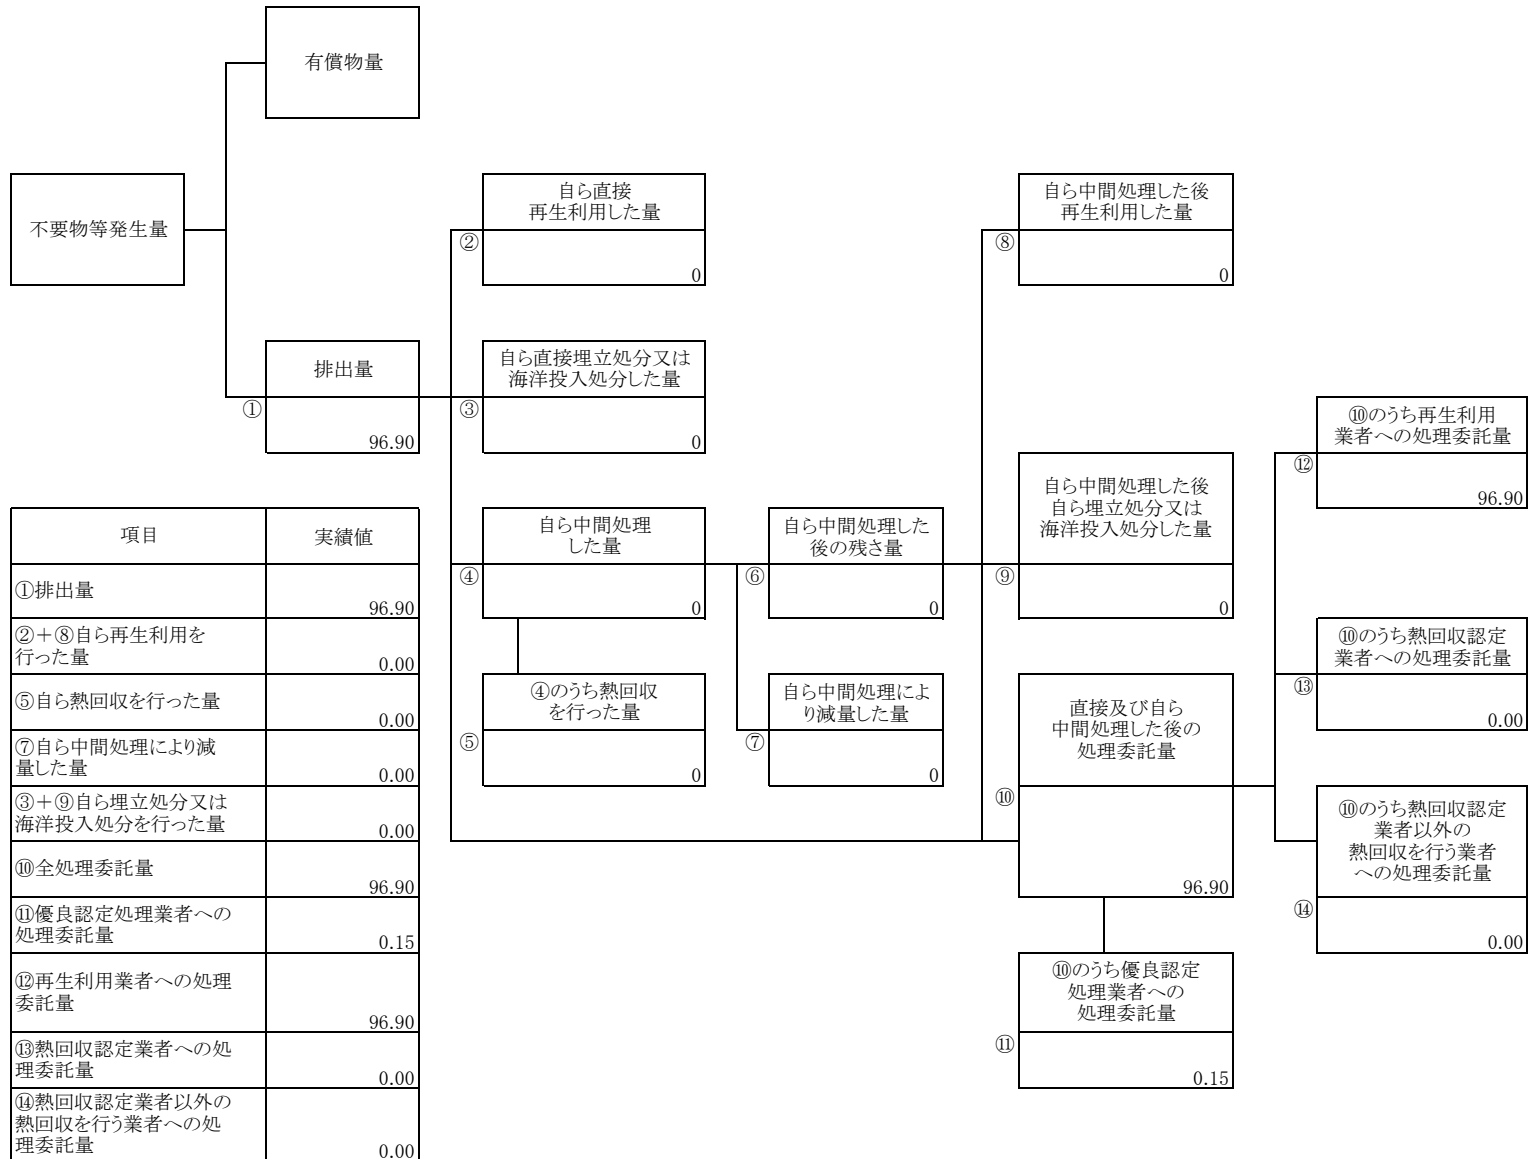 有償物量
不要物等発生量
自ら直接
再生利用した量
②
0
自ら中間処理した後
再生利用した量
⑧
0
排出量
①
96.90
自ら直接埋立処分又は
海洋投入処分した量
③
0
⑩のうち再生利用
業者への処理委託量
⑫
96.90
自ら中間処理
した量
④
0
自ら中間処理した
後の残さ量
⑥
0
自ら中間処理した後
自ら埋立処分又は
海洋投入処分した量
⑨
0
⑩のうち熱回収認定
業者への処理委託量
⑬
0.00
④のうち熱回収
を行った量
⑤
0
自ら中間処理によ
り減量した量
⑦
0
直接及び自ら
中間処理した後の
処理委託量
⑩
96.90
⑩のうち熱回収認定
業者以外の
熱回収を行う業者
への処理委託量
⑭
0.00
⑩のうち優良認定
処理業者への
処理委託量
⑪
0.15
項目 実績値
①排出量
96.90
②＋⑧自ら再生利用を
行った量
0.00
⑤自ら熱回収を行った量
0.00
⑦自ら中間処理により減
量した量
0.00
③＋⑨自ら埋立処分又は
海洋投入処分を行った量
0.00
⑩全処理委託量
96.90
⑪優良認定処理業者への
処理委託量
0.15
⑫再生利用業者への処理
委託量
96.90
⑬熱回収認定業者への処
理委託量
0.00
⑭熱回収認定業者以外の
熱回収を行う業者への処
理委託量
0.00